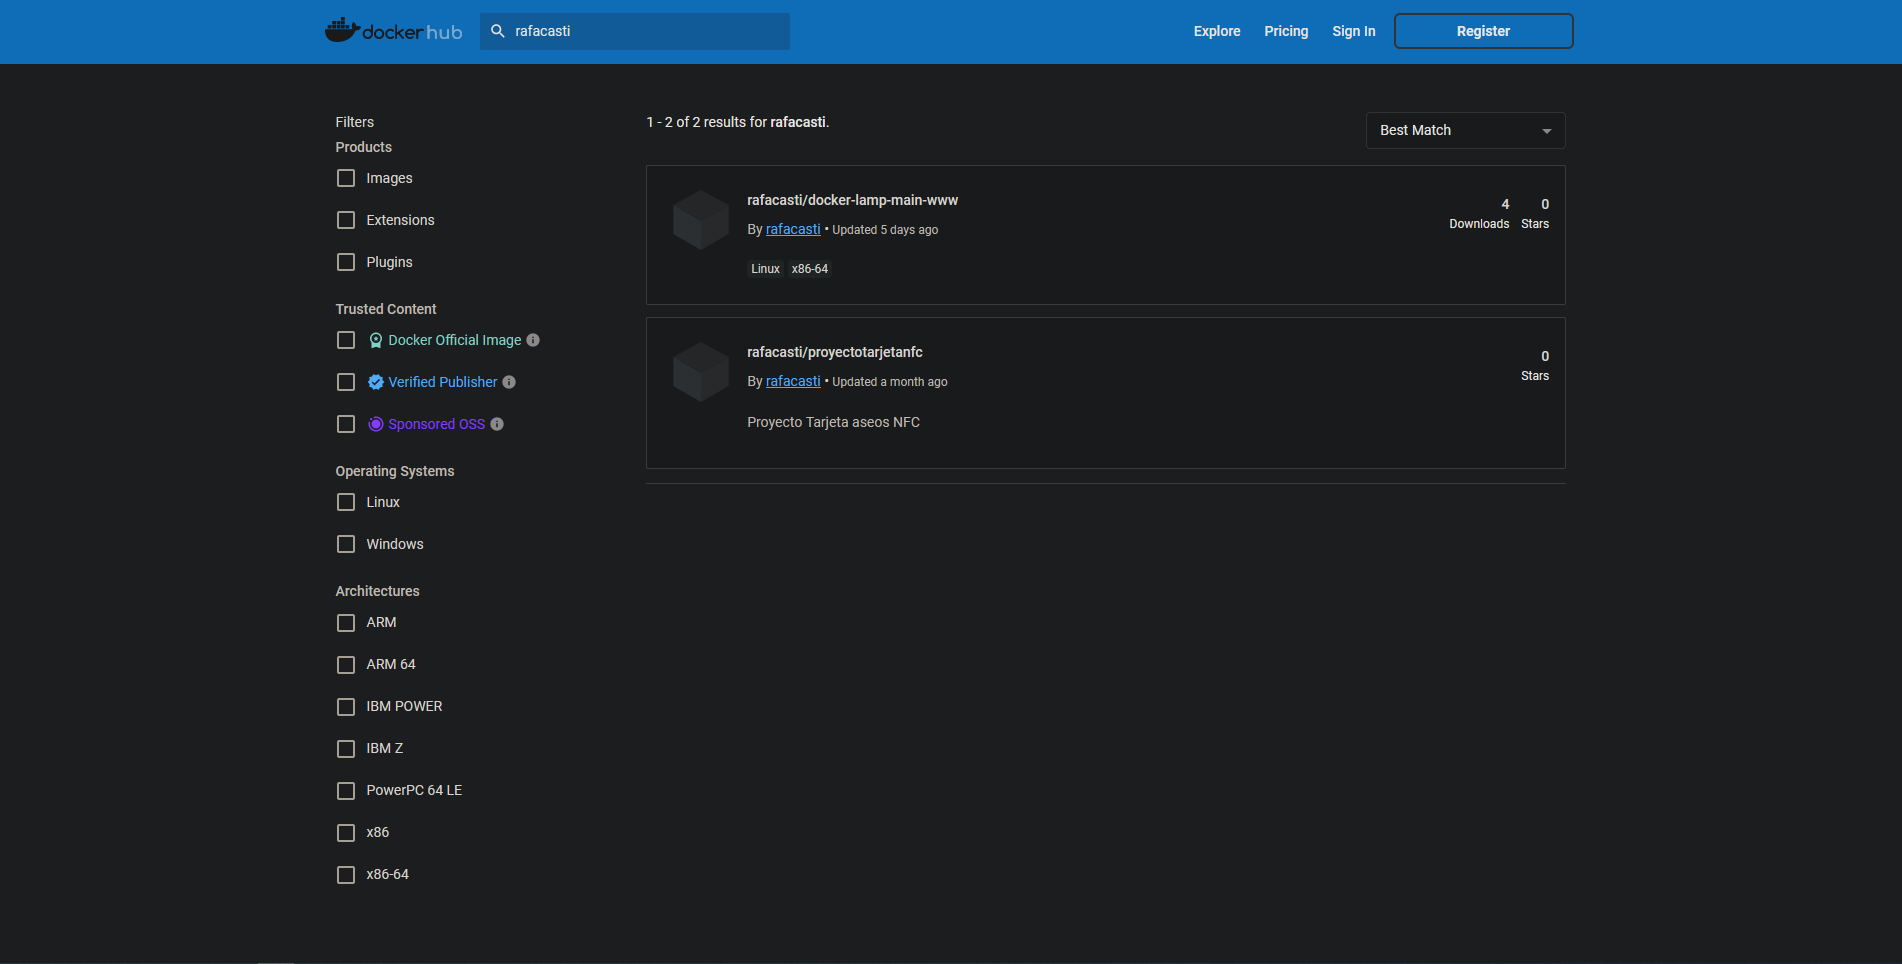 docker hub
rafacasti
Explore Pricing Sign In Register
Filters
Products
Images
Extensions
Plugins
Trusted Content
Docker Official Image
Verified Publisher
Sponsored OSS
Operating Systems
Linux
Windows
Architectures
ARM
ARM 64
IBM POWER
IBM Z
PowerPC 64 LE
x86
x86-64
1 - 2 of 2 results for rafacasti.
Best Match
rafacasti/docker-lamp-main-www
By rafacasti • Updated 5 days ago
Linux x86-64
4 0
Downloads Stars
rafacasti/proyectotarjetanfc
By rafacasti • Updated a month ago
Proyecto Tarjeta aseos NFC
0
Stars